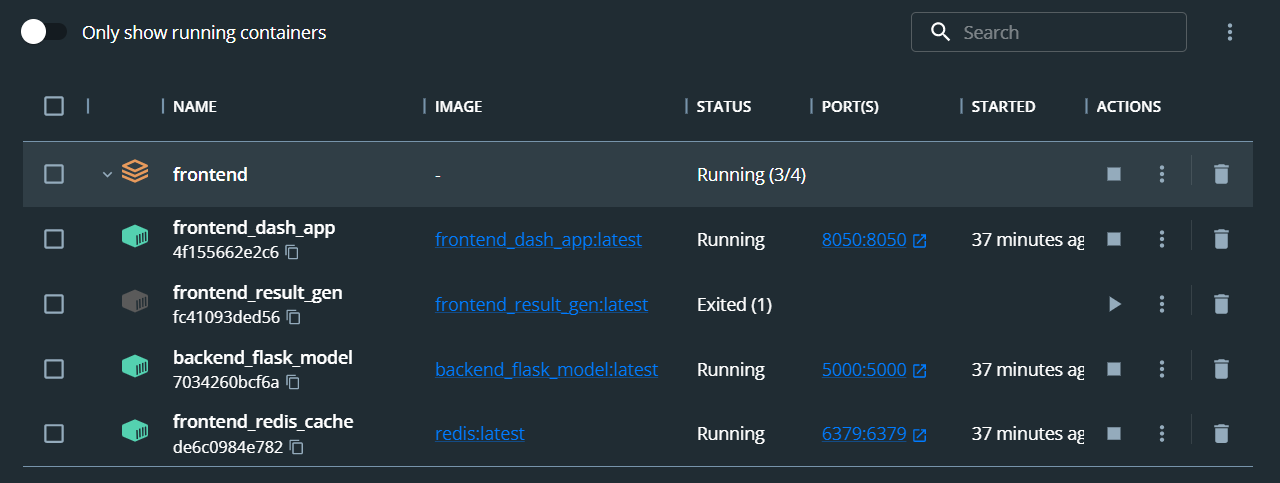 Only show running containers
Search
NAME IMAGE STATUS PORT(S) STARTED ACTIONS
frontend - Running (3/4)
frontend_dash_app
4f155662e2c6
frontend_dash_app:latest Running 8050:8050 37 minutes ag
frontend_result_gen
fc41093ded56
frontend_result_gen:latest Exited (1)
backend_flask_model
7034260bcf6a
backend_flask_model:latest Running 5000:5000 37 minutes ag
frontend_redis_cache
de6c0984e782
redis:latest Running 6379:6379 37 minutes ag